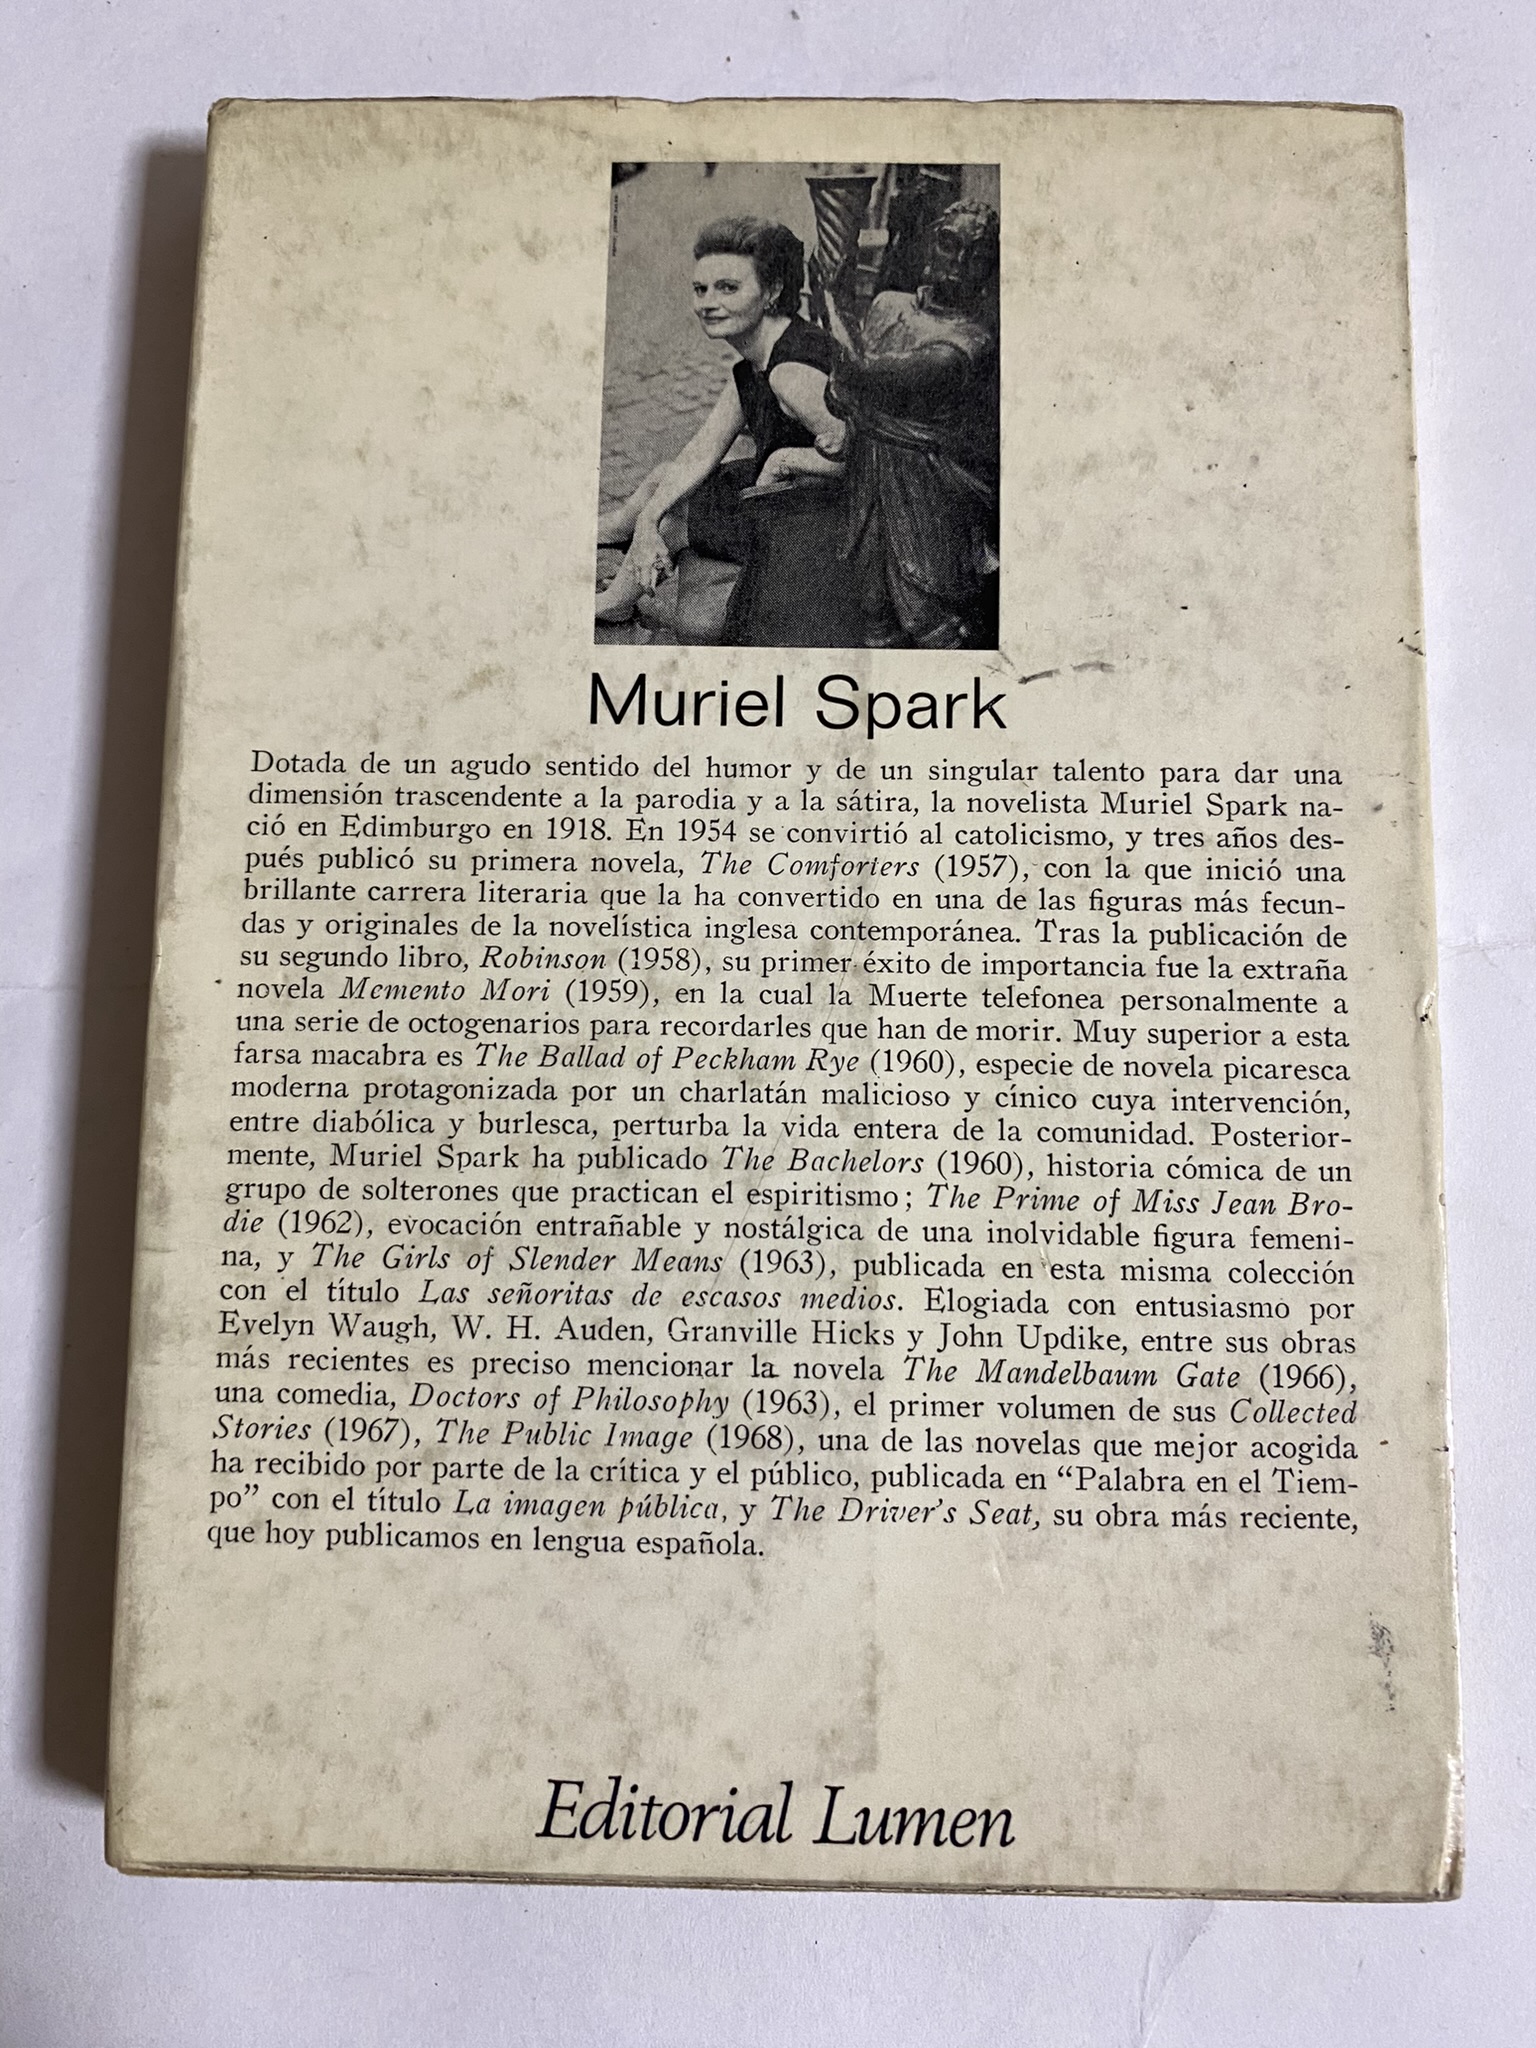 Muriel Spark
Dotada de un agudo sentido del humor y de un singular talento para dar una
dimensión trascendente a la parodia y a la sátira, la novelista Muriel Spark na-
ció en Edimburgo en 1918. En 1954 se convirtió al catolicismo, y tres años des-
pués publicó su primera novela, The Comforters (1957), con la que inició una
brillante carrera literaria que la ha convertido en una de las figuras más fecun-
das y originales de la novelística inglesa contemporánea. Tras la publicación de
su segundo libro, Robinson (1958), su primer éxito de importancia fue la extraña
novela Memento Mori (1959), en la cual la Muerte telefonea personalmente a
una serie de octogenarios para recordarles que han de morir. Muy superior a esta
farsa macabra es The Ballad of Peckham Rye (1960), especie de novela picaresca
moderna protagonizada por un charlatán malicioso y cínico cuya intervención,
entre diabólica y burlesca, perturba la vida entera de la comunidad. Posterior-
mente, Muriel Spark ha publicado The Bachelors (1960), historia cómica de un
grupo de solterones que practican el espiritismo; The Prime of Miss Jean Bro-
die (1962), evocación entrañable y nostálgica de una inolvidable figura femeni-
na, y The Girls of Slender Means (1963), publicada en esta misma colección
con el título Las señoritas de escasos medios. Elogiada con entusiasmo por
Evelyn Waugh, W. H. Auden, Granville Hicks y John Updike, entre sus obras
más recientes es preciso mencionar la novela The Mandelbaum Gate (1966),
una comedia, Doctors of Philosophy (1963), el primer volumen de sus Collected
Stories (1967), The Public Image (1968), una de las novelas que mejor acogida
ha recibido por parte de la crítica y el público, publicada en “Palabra en el Tiem-
po” con el título La imagen pública, y The Driver's Seat, su obra más reciente,
que hoy publicamos en lengua española.
Editorial Lumen